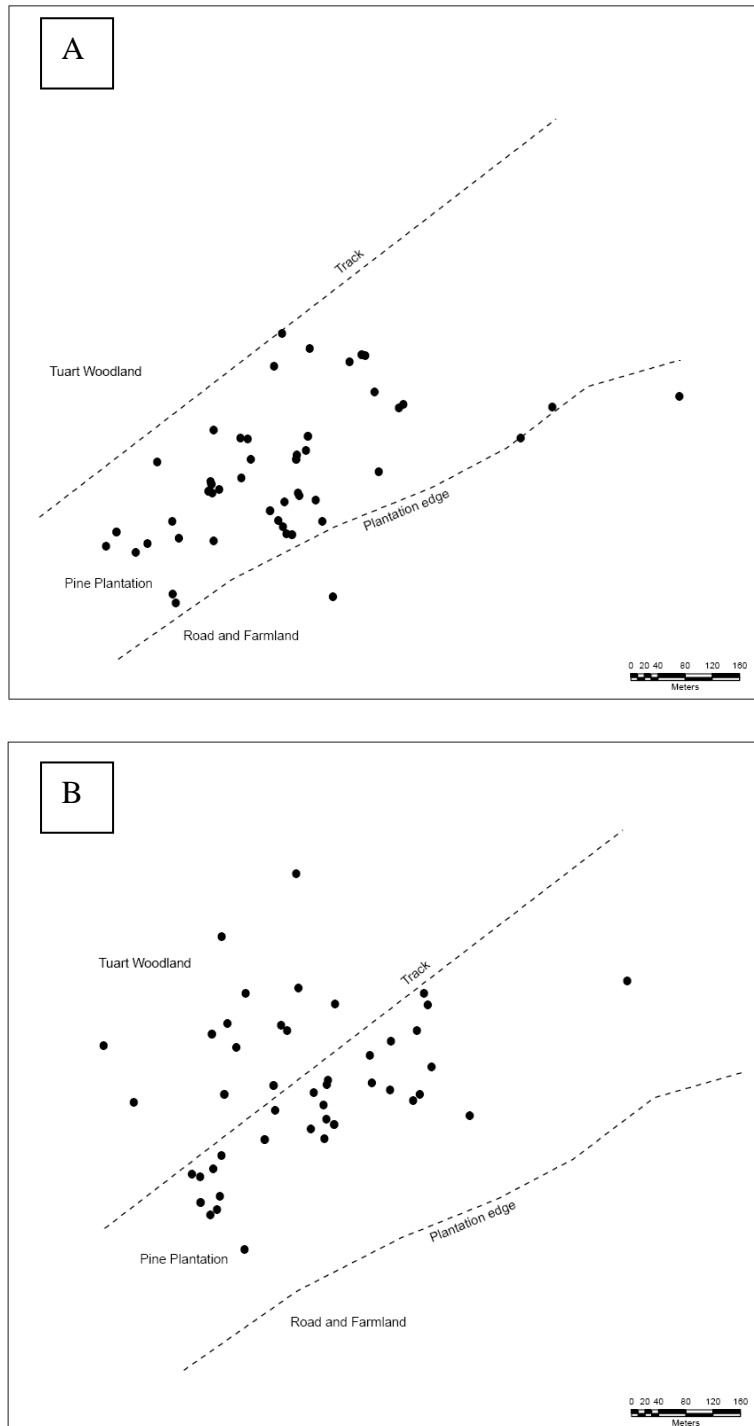 A
Track
Tuart Woodland
Plantation edge
Pine Plantation
Road and Farmland
0 20 40 80 120 160
Meters
B
Tuart Woodland
Track
Plantation edge
Pine Plantation
Road and Farmland
0 20 40 80 120 160
Meters